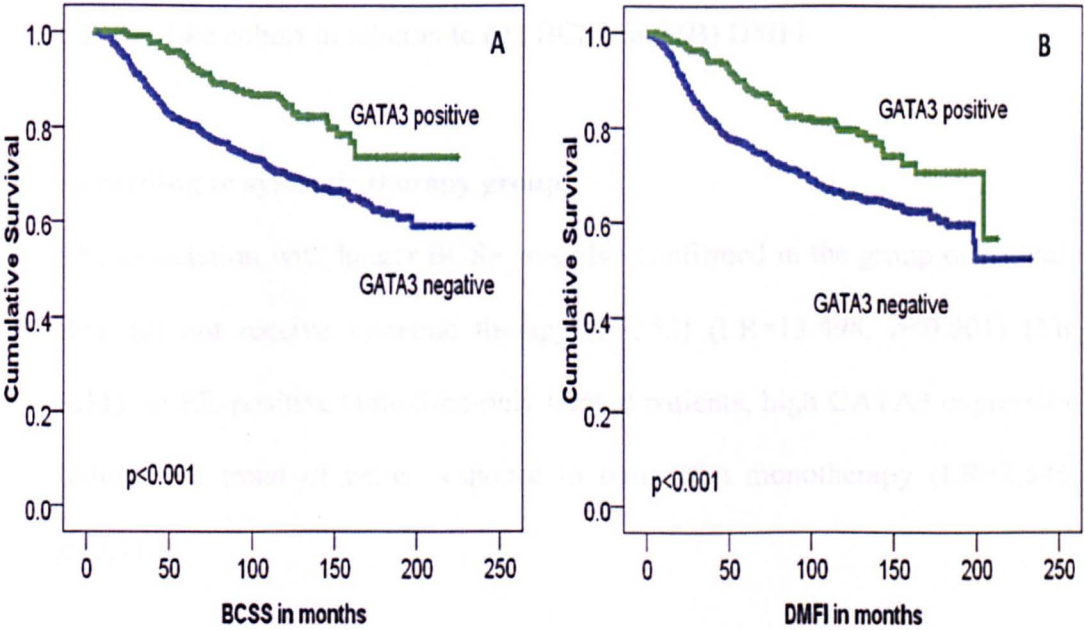 A
1.0
0.8
0.6
0.4
0.2
0.0
Cumulative Survival
GATA3 positive
GATA3 negative
p<0.001
0 50 100 150 200 250
BCSS in months
B
1.0
0.8
0.6
0.4
0.2
0.0
Cumulative Survival
GATA3 positive
GATA3 negative
p<0.001
0 50 100 150 200 250
DMFI in months